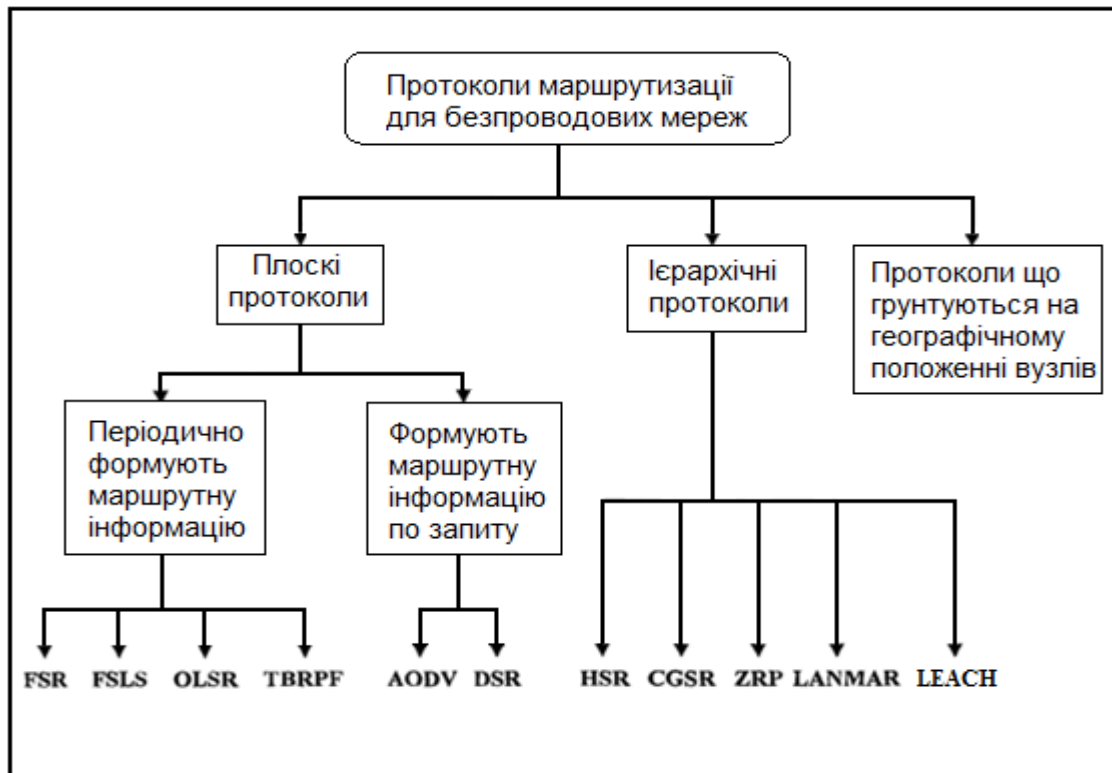 Протоколи маршрутизації
для безпроводових мереж
Плоскі
протоколи
Ієрархічні
протоколи
Протоколи що
грунтуються на
географічному
положенні вузлів
Періодично
формують
маршрутну
інформацію
Формують
маршрутну
інформацію
по запиту
FSR FSLS OLSR TBRPF AODV DSR HSR CGSR ZRP LANMAR LEACH